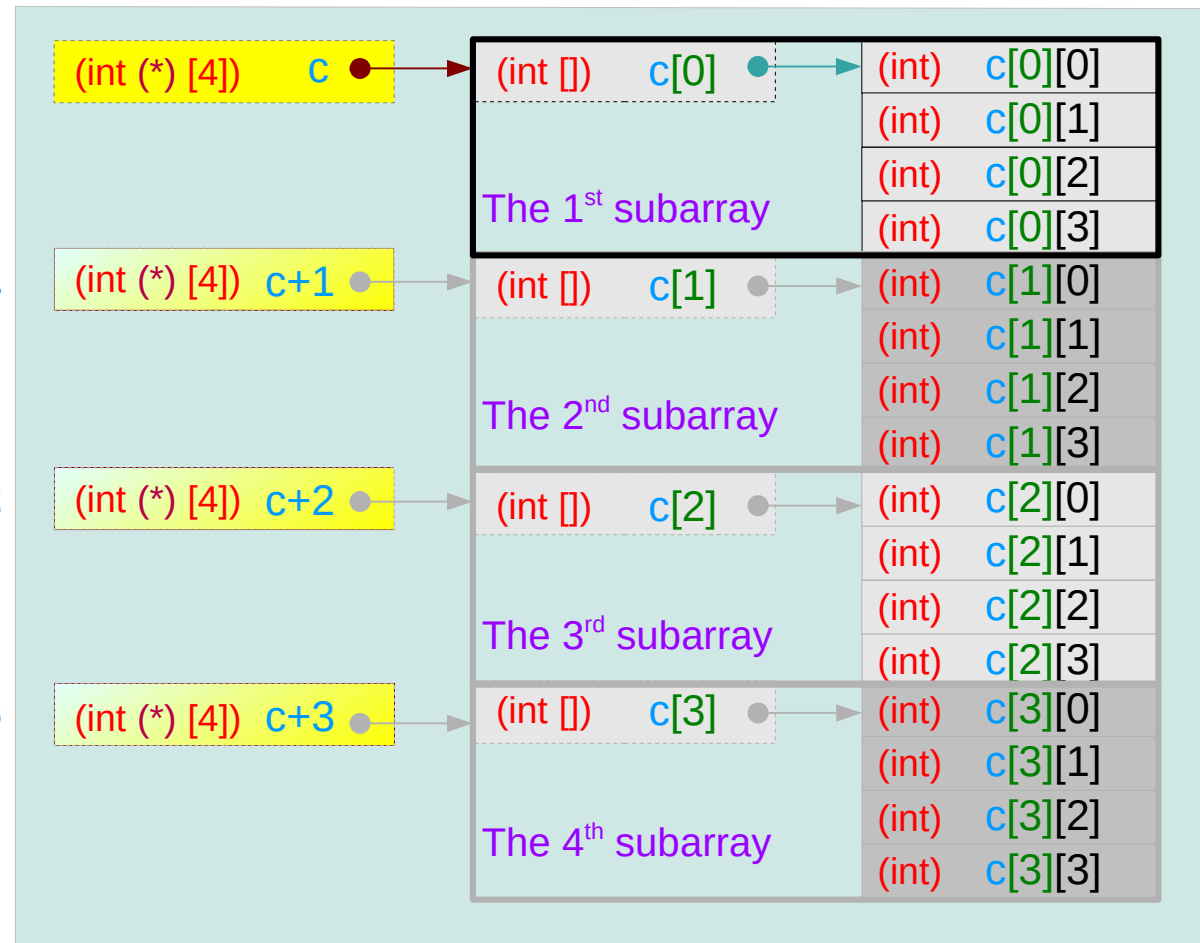 (int (*) [4]) c (int []) c[0] (int) c[0][0]
(int) c[0][1]
(int) c[0][2]
The 1st subarray
(int) c[0][3]
(int (*) [4]) c+1 (int []) c[1] (int) c[1][0]
(int) c[1][1]
(int) c[1][2]
The 2nd subarray
(int) c[1][3]
(int (*) [4]) c+2 (int []) c[2] (int) c[2][0]
(int) c[2][1]
(int) c[2][2]
The 3rd subarray
(int) c[2][3]
(int (*) [4]) c+3 (int []) c[3] (int) c[3][0]
(int) c[3][1]
(int) c[3][2]
The 4th subarray
(int) c[3][3]